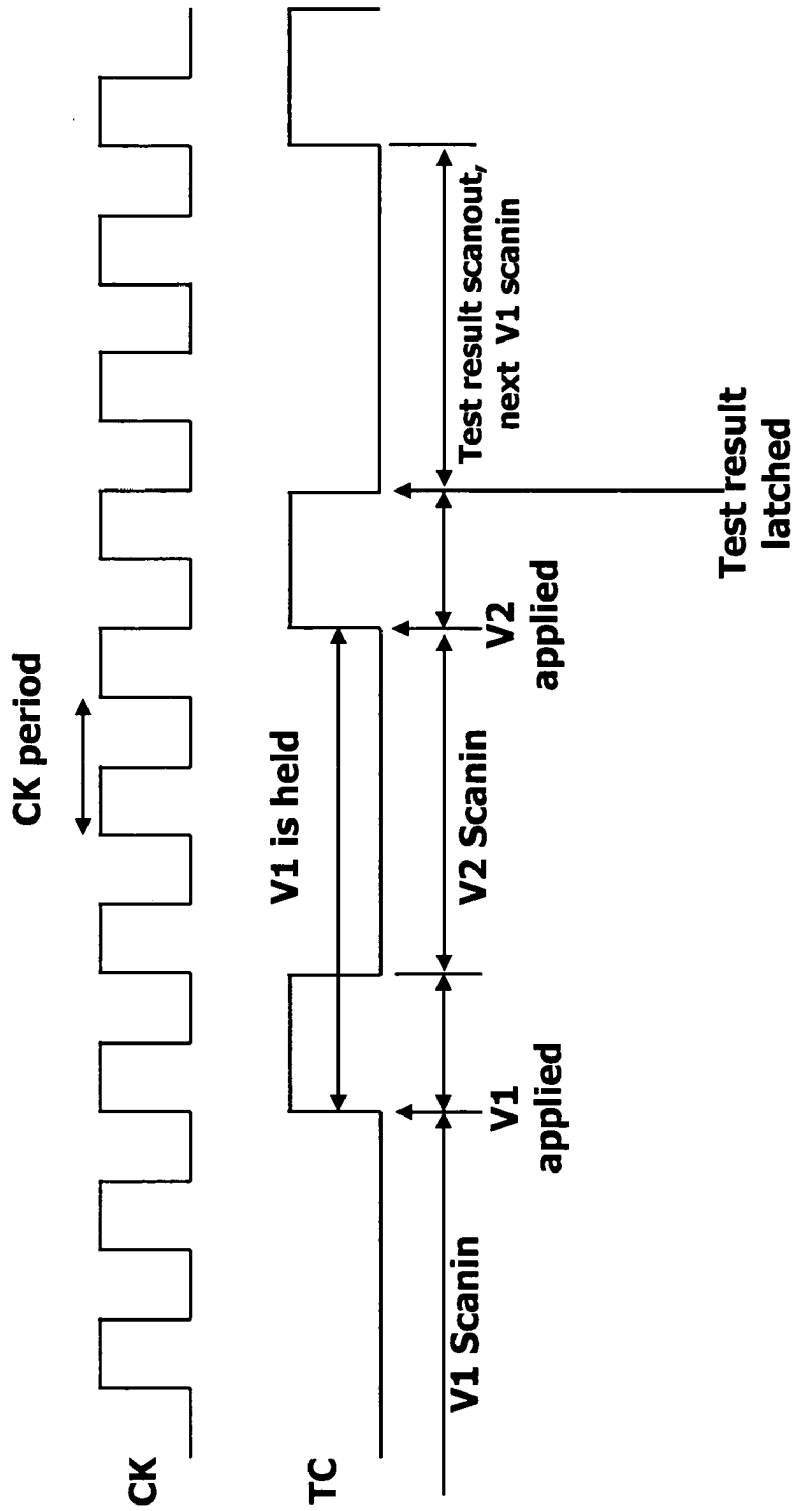 CK period
CK
TC
V1 is held
V1 Scanin
V1
applied
V2 Scanin
V2
applied
Test result scanout,
next V1 scanin
Test result
latched